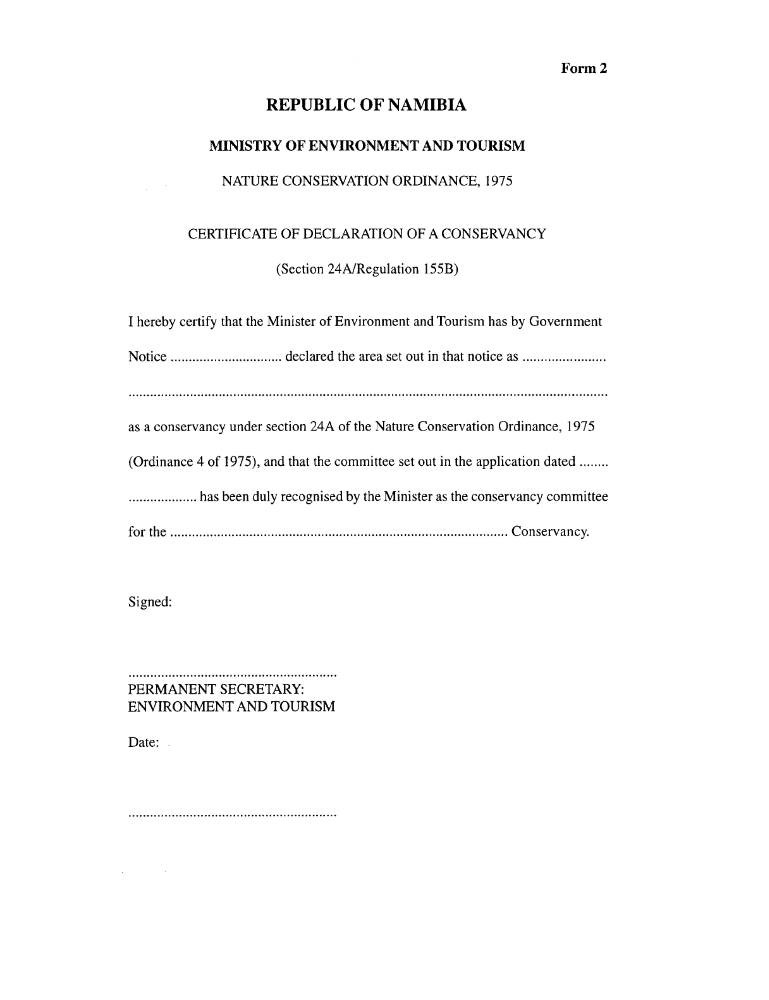 Form 2
REPUBLIC OF NAMIBIA
MINISTRY OF ENVIRONMENT AND TOURISM
NATURE CONSERVATION ORDINANCE, 1975
CERTIFICATE OF DECLARATION OF A CONSERVANCY
(Section 24A/Regulation 155B)
I hereby certify that the Minister of Environment and Tourism has by Government
Notice ............................... declared the area set out in that notice as .......................
....................................................................................................................................
as a conservancy under section 24A of the Nature Conservation Ordinance, 1975
(Ordinance 4 of 1975), and that the committee set out in the application dated ........
................... has been duly recognised by the Minister as the conservancy committee
for the ............................................................................................. Conservancy.
Signed:
..........................................................
PERMANENT SECRETARY:
ENVIRONMENT AND TOURISM
Date:
..........................................................